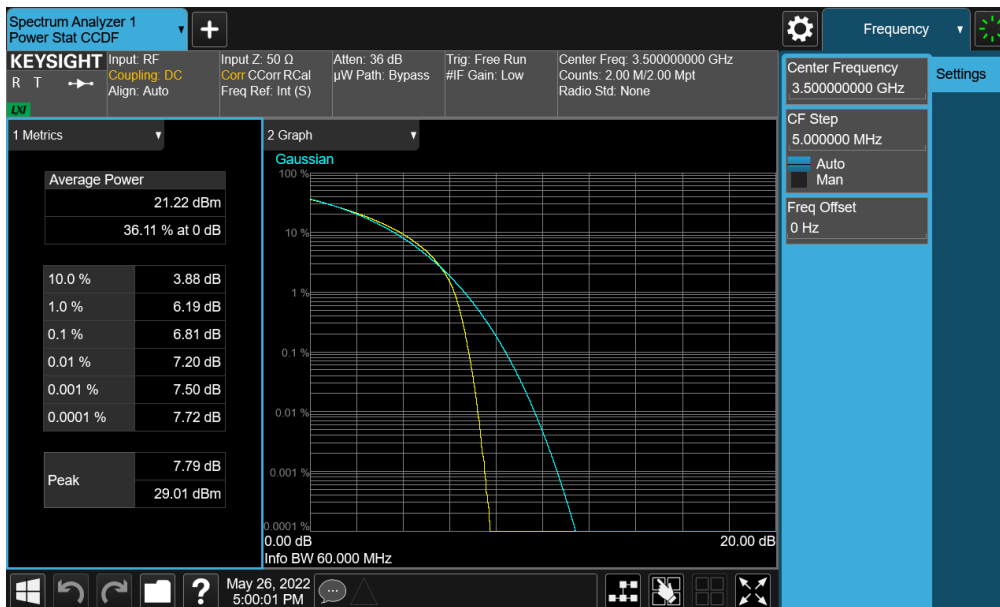 Spectrum Analyzer 1
Power Stat CCDF
Frequency
KEYSIGHT
R T
LXI
Input: RF
Coupling: DC
Align: Auto
Input Z: 50 Ω
Corr CCorr RCal
Freq Ref: Int (S)
Atten: 36 dB
µW Path: Bypass
Trig: Free Run
#IF Gain: Low
Center Freq: 3.500000000 GHz
Counts: 2.00 M/2.00 Mpt
Radio Std: None
1 Metrics
Average Power
21.22 dBm
36.11 % at 0 dB
10.0 % 3.88 dB
1.0 % 6.19 dB
0.1 % 6.81 dB
0.01 % 7.20 dB
0.001 % 7.50 dB
0.0001 % 7.72 dB
Peak
7.79 dB
29.01 dBm
2 Graph
Gaussian
100 %
10 %
1 %
0.1 %
0.01 %
0.001 %
0.0001 %
0.00 dB 20.00 dB
Info BW 60.000 MHz
Center Frequency
3.500000000 GHz
Settings
CF Step
5.000000 MHz
Auto
Man
Freq Offset
0 Hz
?
May 26, 2022
5:00:01 PM